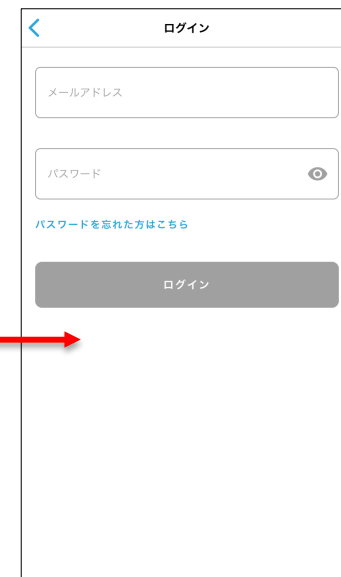 ログイン
メールアドレス
パスワード
パスワードを忘れた方はこちら
ログイン